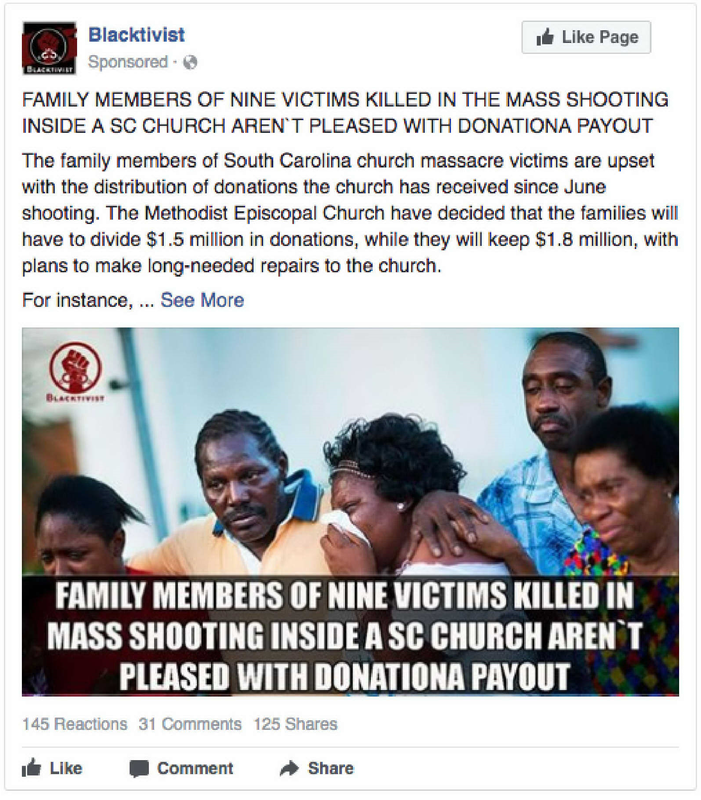 Blacktivist
Like Page
Sponsored ·
BLACKTIVIST
FAMILY MEMBERS OF NINE VICTIMS KILLED IN THE MASS SHOOTING
INSIDE A SC CHURCH AREN`T PLEASED WITH DONATIONA PAYOUT
The family members of South Carolina church massacre victims are upset
with the distribution of donations the church has received since June
shooting. The Methodist Episcopal Church have decided that the families will
have to divide $1.5 million in donations, while they will keep $1.8 million, with
plans to make long-needed repairs to the church.
For instance, ... See More
BLACKTIVIST
FAMILY MEMBERS OF NINE VICTIMS KILLED IN
MASS SHOOTING INSIDE A SC CHURCH AREN`T
PLEASED WITH DONATIONA PAYOUT
145 Reactions 31 Comments 125 Shares
Like Comment Share